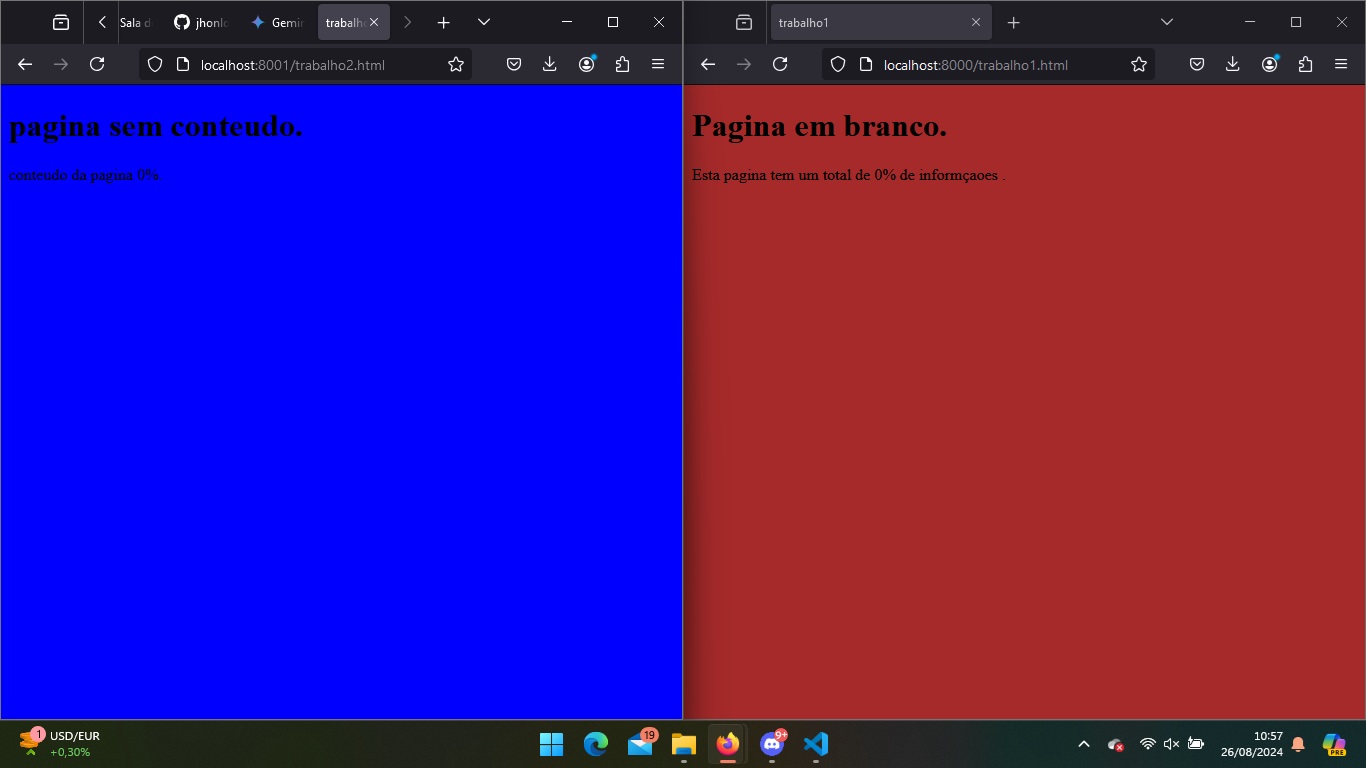 Sala d
jhonlo
Gemin
trabalh
localhost:8001/trabalho2.html
pagina sem conteudo.
conteudo da pagina 0%
trabalho1
localhost:8000/trabalho1.html
Pagina em branco.
Esta pagina tem um total de 0% de informçaoes .
1
USD/EUR
+0,30%
19
9+
10:57
26/08/2024
PRE